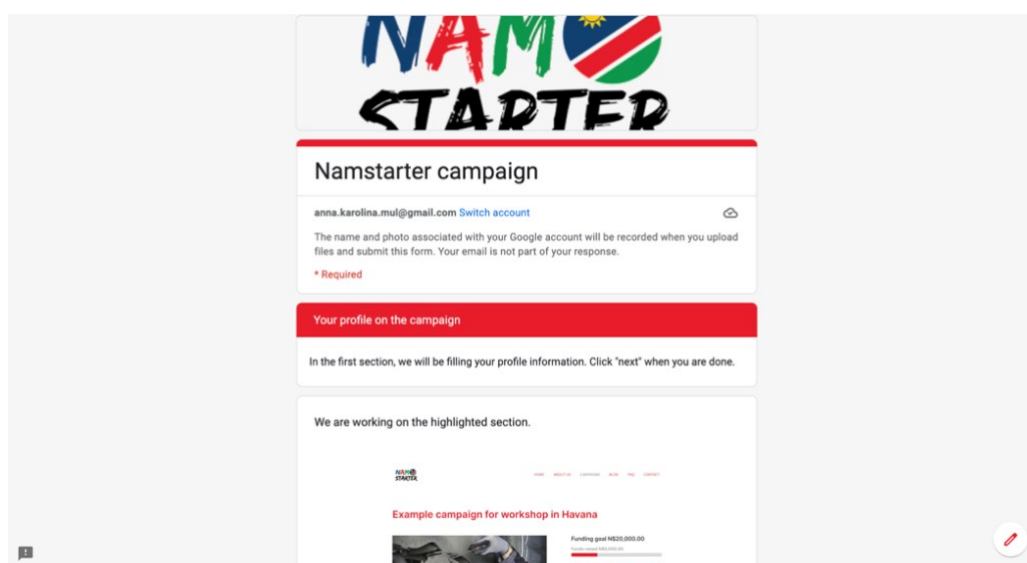 NAM
STARTER
Namstarter campaign
anna.karolina.mul@gmail.com Switch account
The name and photo associated with your Google account will be recorded when you upload
files and submit this form. Your email is not part of your response.
* Required
Your profile on the campaign
In the first section, we will be filling your profile information. Click "next" when you are done.
We are working on the highlighted section.
NAM
STARTER
HOME ABOUT US CAMPAIGNS BLOG FAQ CONTACT
Example campaign for workshop in Havana
Funding goal N$20,000.00